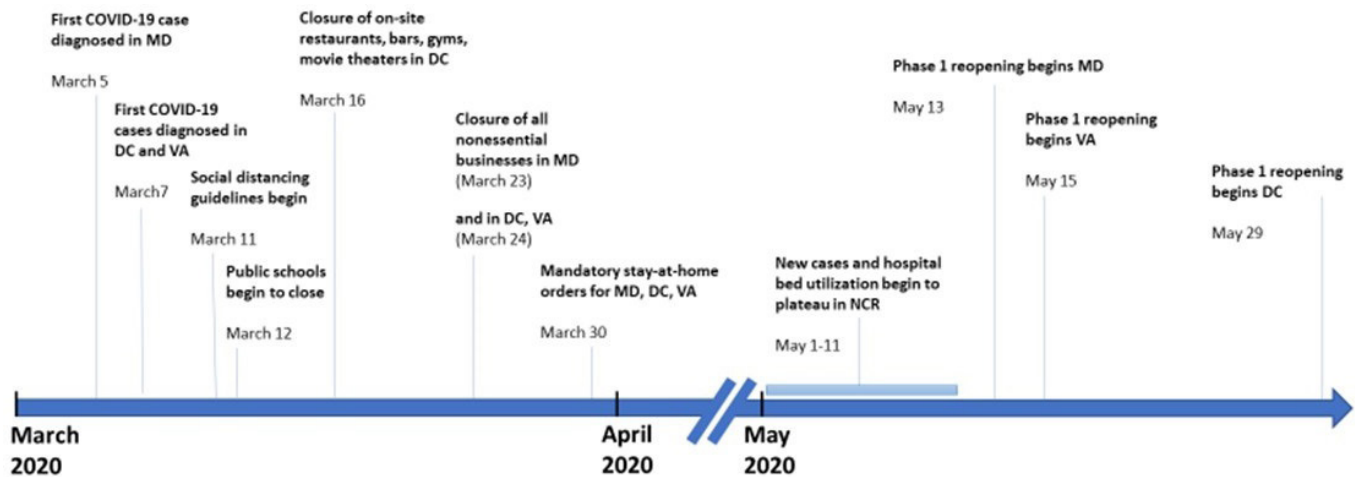 First COVID-19 case
diagnosed in MD
March 5
First COVID-19
cases diagnosed in
DC and VA
March7
Social distancing
guidelines begin
March 11
Public schools
begin to close
March 12
Closure of on-site
restaurants, bars, gyms,
movie theaters in DC
March 16
Closure of all
nonessential
businesses in MD
(March 23)
and in DC, VA
(March 24)
Mandatory stay-at-home
orders for MD, DC, VA
March 30
New cases and hospital
bed utilization begin to
plateau in NCR
May 1-11
Phase 1 reopening begins MD
May 13
Phase 1 reopening
begins VA
May 15
Phase 1 reopening
begins DC
May 29
March
2020
April
2020
May
2020